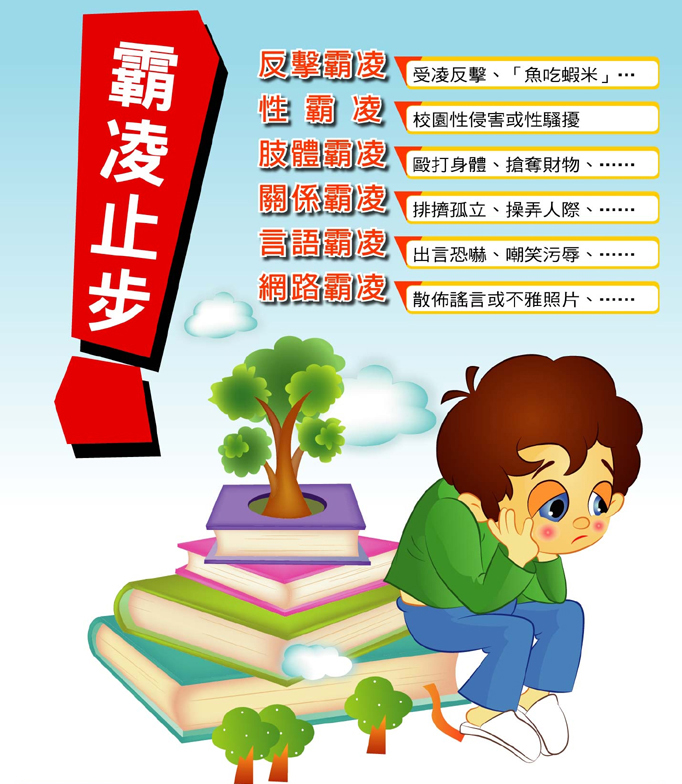 霸凌止步
反擊霸凌 受凌反擊、「魚吃蝦米」⋯
性霸凌 校園性侵害或性騷擾
肢體霸凌 毆打身體、搶奪財物、⋯⋯
關係霸凌 排擠孤立、操弄人際、⋯⋯
言語霸凌 出言恐嚇、嘲笑污辱、⋯⋯
網路霸凌 散佈謠言或不雅照片、⋯⋯